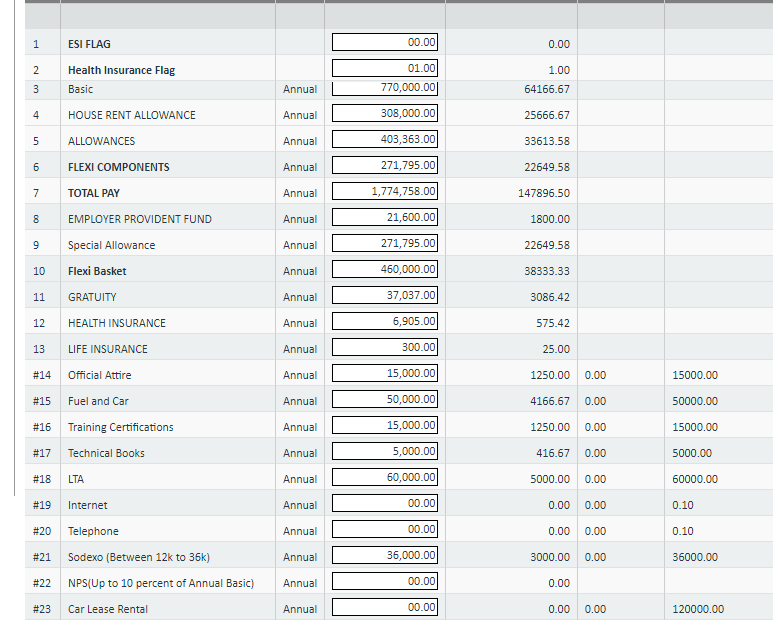 1 ESI FLAG 00.00 0.00
2 Health Insurance Flag 01.00 1.00
3 Basic Annual 770,000.00 64166.67
4 HOUSE RENT ALLOWANCE Annual 308,000.00 25666.67
5 ALLOWANCES Annual 403,363.00 33613.58
6 FLEXI COMPONENTS Annual 271,795.00 22649.58
7 TOTAL PAY Annual 1,774,758.00 147896.50
8 EMPLOYER PROVIDENT FUND Annual 21,600.00 1800.00
9 Special Allowance Annual 271,795.00 22649.58
10 Flexi Basket Annual 460,000.00 38333.33
11 GRATUITY Annual 37,037.00 3086.42
12 HEALTH INSURANCE Annual 6,905.00 575.42
13 LIFE INSURANCE Annual 300.00 25.00
#14 Official Attire Annual 15,000.00 1250.00 0.00 15000.00
#15 Fuel and Car Annual 50,000.00 4166.67 0.00 50000.00
#16 Training Certifications Annual 15,000.00 1250.00 0.00 15000.00
#17 Technical Books Annual 5,000.00 416.67 0.00 5000.00
#18 LTA Annual 60,000.00 5000.00 0.00 60000.00
#19 Internet Annual 00.00 0.00 0.00 0.10
#20 Telephone Annual 00.00 0.00 0.00 0.10
#21 Sodexo (Between 12k to 36k) Annual 36,000.00 3000.00 0.00 36000.00
#22 NPS(Up to 10 percent of Annual Basic) Annual 00.00 0.00
#23 Car Lease Rental Annual 00.00 0.00 0.00 120000.00